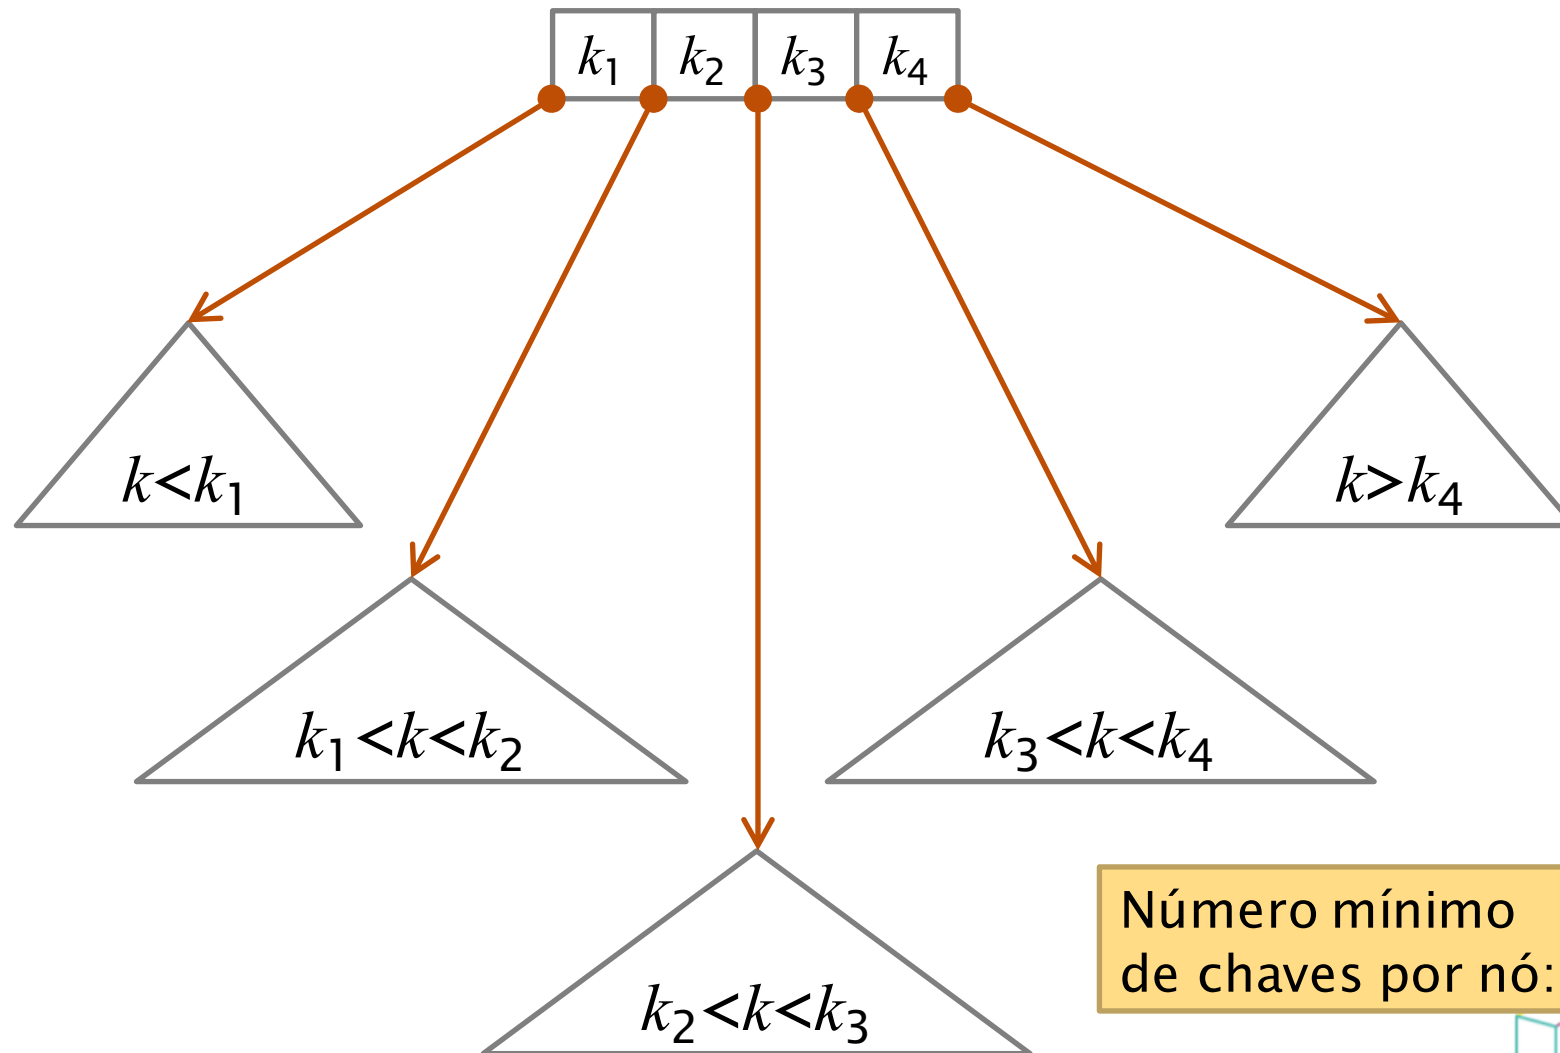 k₁ k₂ k₃ k₄
k<k₁
k>k₄
k₁<k<k₂
k₃<k<k₄
k₂<k<k₃
Número mínimo
de chaves por nó: